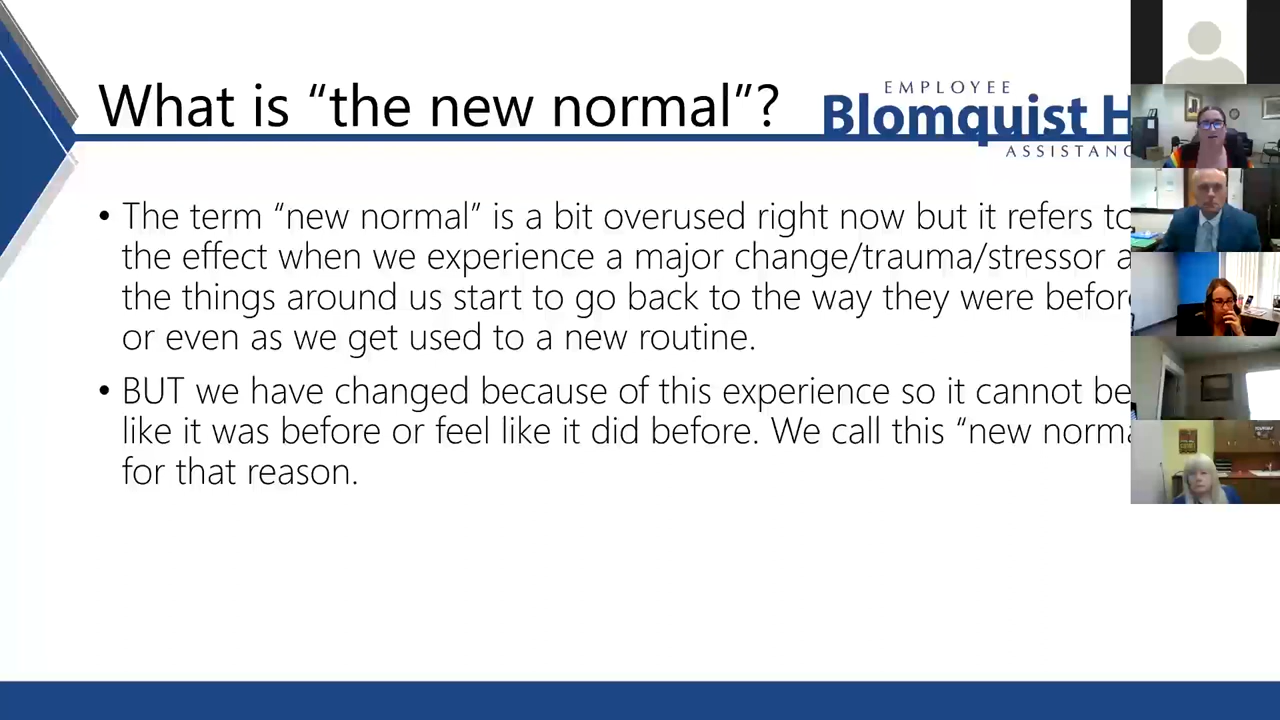 What is “the new normal”?
EMPLOYEE
Blomquist H
ASSISTANC
• The term “new normal” is a bit overused right now but it refers to
the effect when we experience a major change/trauma/stressor a
the things around us start to go back to the way they were befor
or even as we get used to a new routine.
• BUT we have changed because of this experience so it cannot be
like it was before or feel like it did before. We call this “new norma
for that reason.